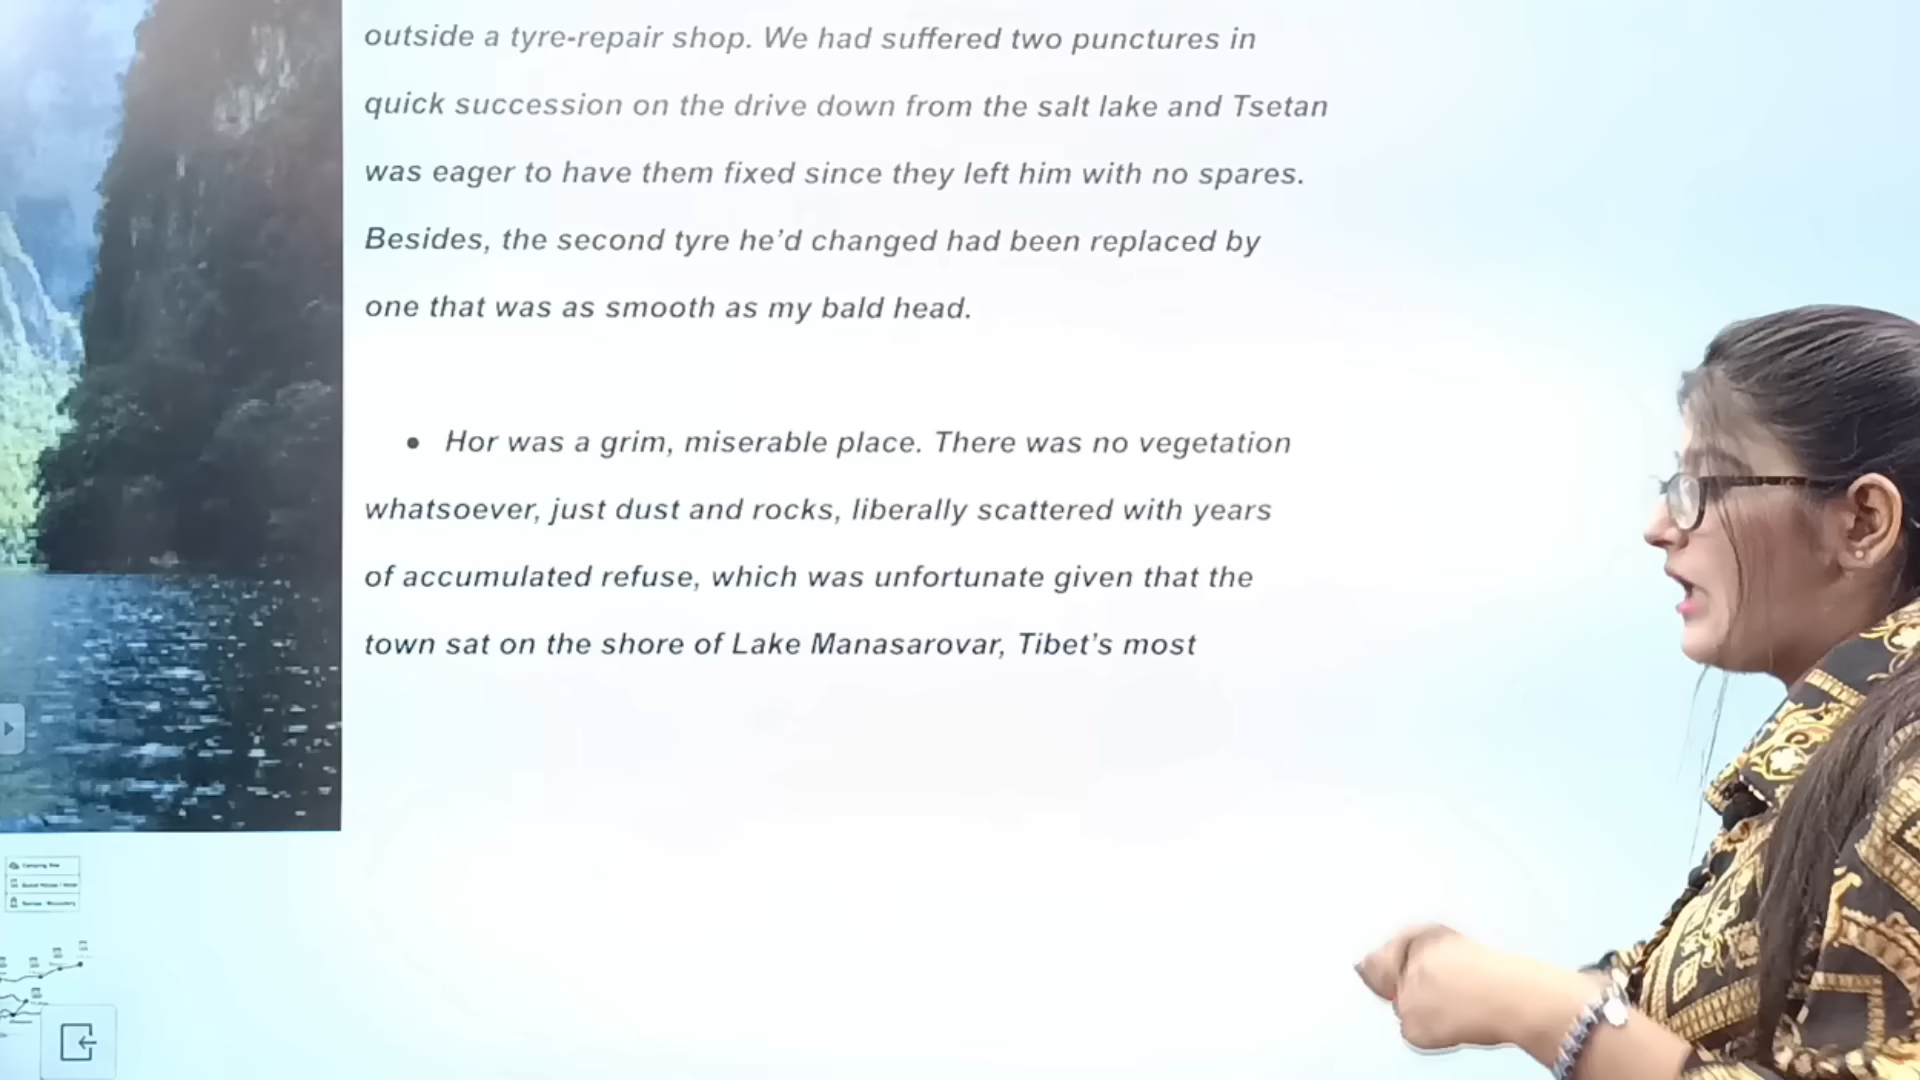 outside a tyre-repair shop. We had suffered two punctures in
quick succession on the drive down from the salt lake and Tsetan
was eager to have them fixed since they left him with no spares.
Besides, the second tyre he’d changed had been replaced by
one that was as smooth as my bald head.
• Hor was a grim, miserable place. There was no vegetation
whatsoever, just dust and rocks, liberally scattered with years
of accumulated refuse, which was unfortunate given that the
town sat on the shore of Lake Manasarovar, Tibet’s most